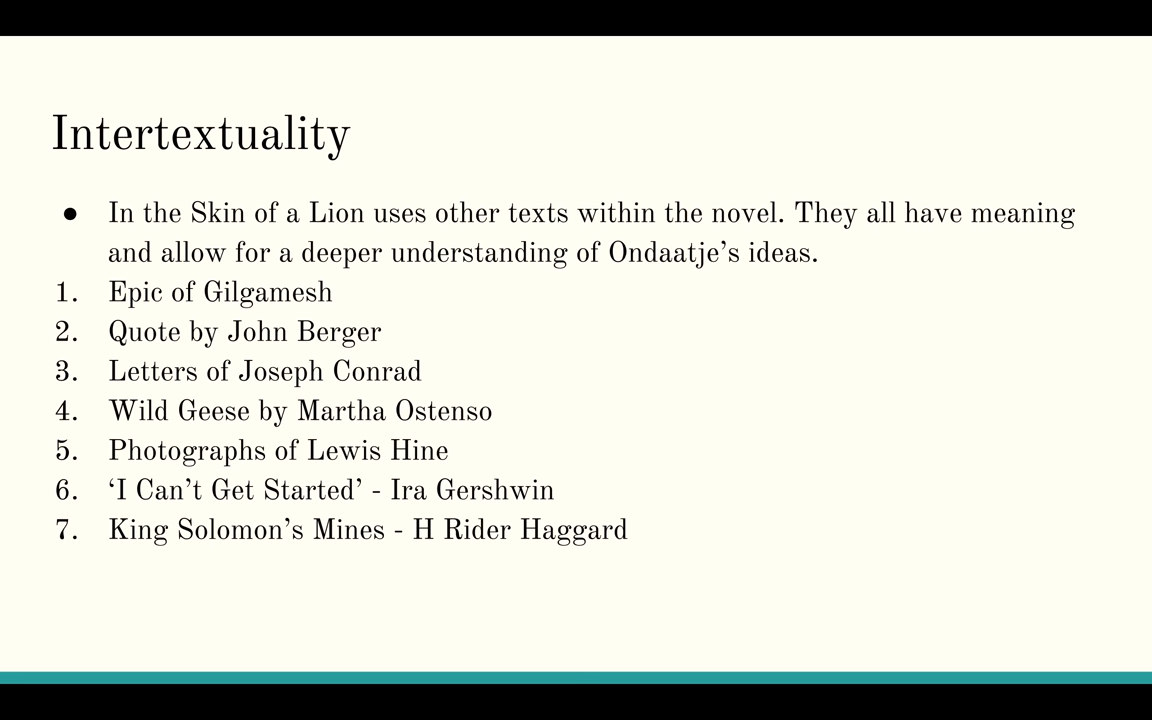 Intertextuality
● In the Skin of a Lion uses other texts within the novel. They all have meaning
and allow for a deeper understanding of Ondaatje’s ideas.
1. Epic of Gilgamesh
2. Quote by John Berger
3. Letters of Joseph Conrad
4. Wild Geese by Martha Ostenso
5. Photographs of Lewis Hine
6. ‘I Can’t Get Started’ - Ira Gershwin
7. King Solomon’s Mines - H Rider Haggard